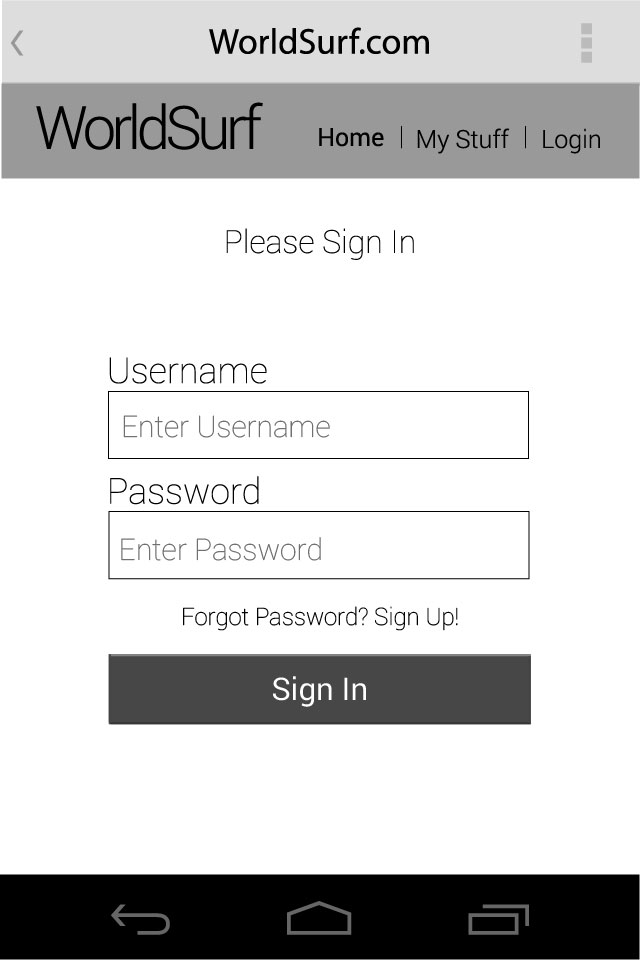 WorldSurf.com
WorldSurf
Home | My Stuff | Login
Please Sign In
Username
Enter Username
Password
Enter Password
Forgot Password? Sign Up!
Sign In